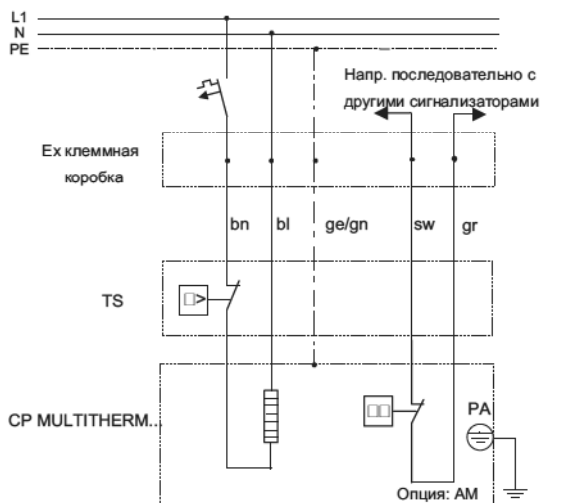 L1
N
PE
Напр. последовательно с
другими сигнализаторами
Ex клеммная
коробка
bn
bl
ge/gn
sw
gr
TS
CP MULTITHERM...
PA
Опция: AM